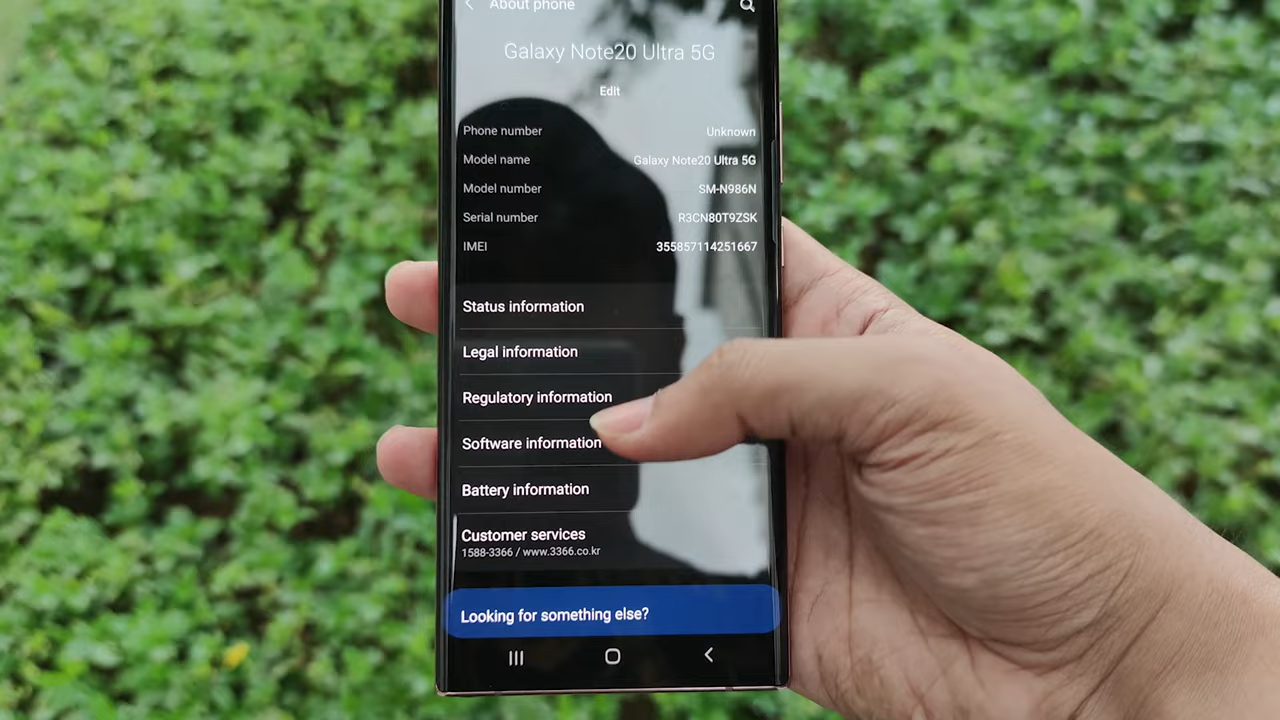 About phone
Galaxy Note20 Ultra 5G
Edit
Phone number Unknown
Model name Galaxy Note20 Ultra 5G
Model number SM-N986N
Serial number R3CN80T9ZSK
IMEI 355857114251667
Status information
Legal information
Regulatory information
Software information
Battery information
Customer services
1588-3366 / www.3366.co.kr
Looking for something else?